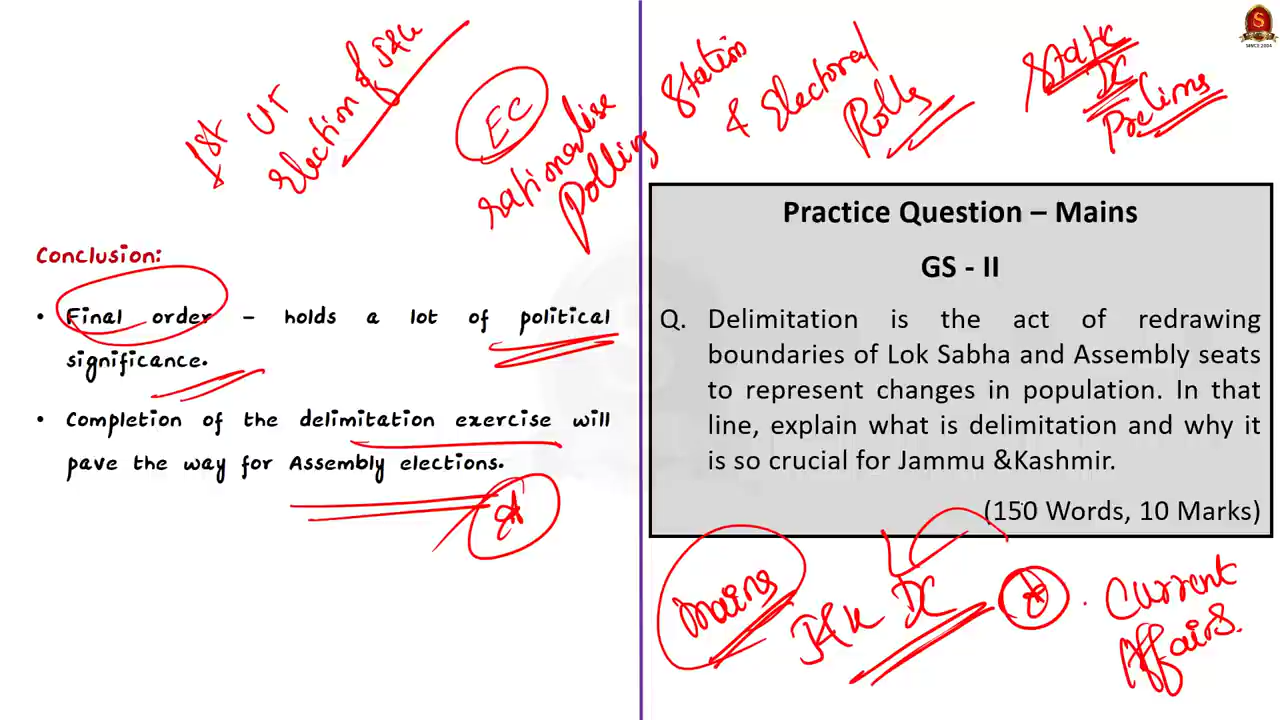 1st UT
Election of J&K
EC
rationalise
Polling
Station
& Electoral
Rolls
Static
DC
Prelims
SINCE 2004
Conclusion:
• Final order – holds a lot of political
significance.
• Completion of the delimitation exercise will
pave the way for Assembly elections.
Practice Question – Mains
GS - II
Q. Delimitation is the act of redrawing
boundaries of Lok Sabha and Assembly seats
to represent changes in population. In that
line, explain what is delimitation and why it
is so crucial for Jammu &Kashmir.
(150 Words, 10 Marks)
Mains
J&K DC
Current
Affairs.